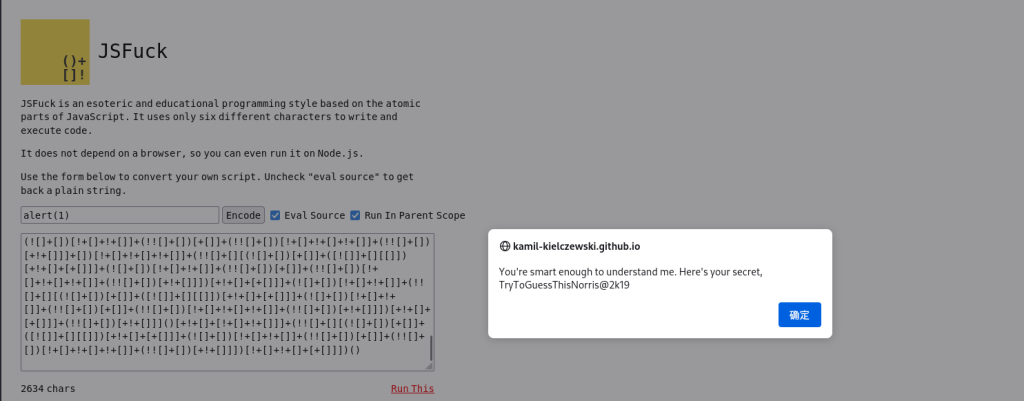 ()+
[]!
JSFuck
JSFuck is an esoteric and educational programming style based on the atomic
parts of JavaScript. It uses only six different characters to write and
execute code.
It does not depend on a browser, so you can even run it on Node.js.
Use the form below to convert your own script. Uncheck "eval source" to get
back a plain string.
alert(1) Encode Eval Source Run In Parent Scope
(![]+[])[!+[]+!+[]]+(!![]+[])[+[]]+(!![]+[])[!+[]+!+[]+!+[]]+(!![]+[])
[+!+[]]]+[])[!+[]+!+[]+!+[]]+(!![]+[][(![]+[])[+[]]+([![]]+[][[]])
[+!+[]+[+[]]]+(![]+[])[!+[]+!+[]]+(!![]+[])[+[]]+(!![]+[])[!+
[]+!+[]+!+[]]+(!![]+[])[+!+[]]])[+!+[]+[+[]]]+(![]+[])[!+[]+!+[]]+(!!
[]+[][(![]+[])[+[]]+([![]]+[][[]])[+!+[]+[+[]]]+(![]+[])[!+[]+!+
[]]+(!![]+[])[+[]]+(!![]+[])[!+[]+!+[]+!+[]]+(!![]+[])[+!+[]]])[+!+[]+
[+[]]]+(!![]+[])[+!+[]]]()[+!+[]+[!+[]+!+[]]]+(!![]+[][(![]+[])[+[]]+
([![]]+[][[]])[+!+[]+[+[]]]+(![]+[])[!+[]+!+[]]+(!![]+[])[+[]]+(!![]+
[])[!+[]+!+[]+!+[]]+(!![]+[])[+!+[]]])[!+[]+!+[]+[+[]]])()
2634 chars Run This
kamil-kielczewski.github.io
You're smart enough to understand me. Here's your secret,
TryToGuessThisNorris@2k19
确定